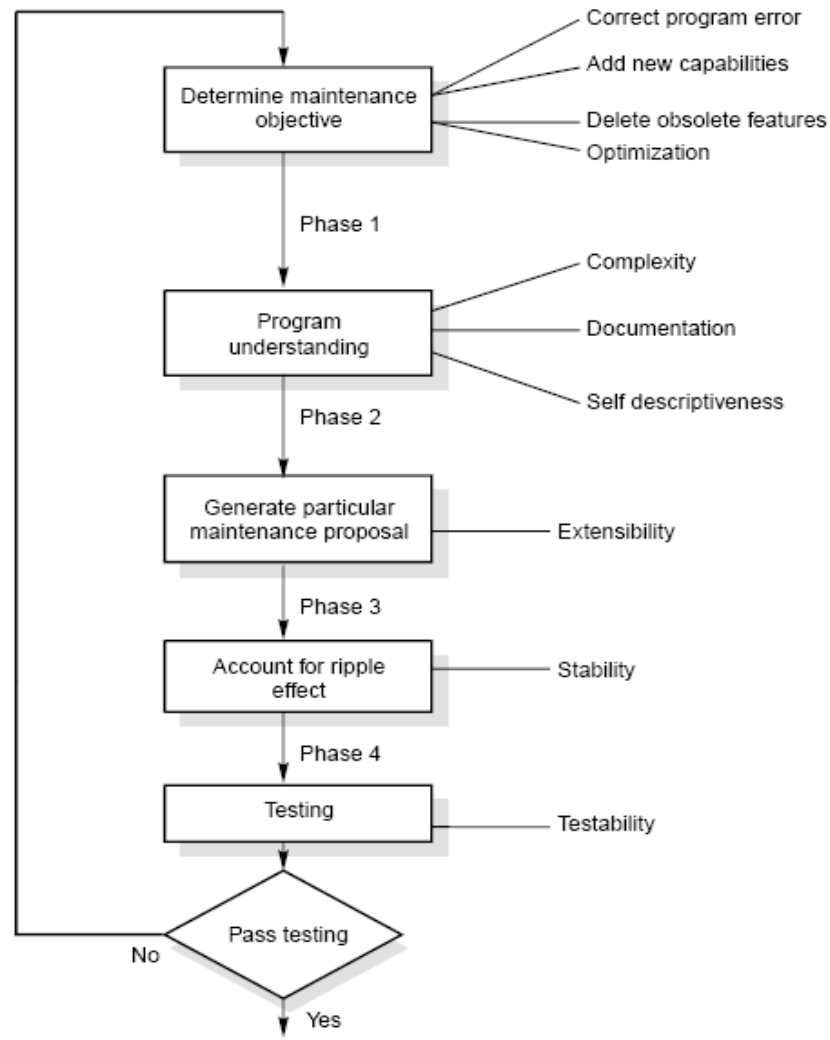 Correct program error
Add new capabilities
Determine maintenance
objective
Delete obsolete features
Optimization
Phase 1
Complexity
Program
understanding
Documentation
Self descriptiveness
Phase 2
Generate particular
maintenance proposal
Extensibility
Phase 3
Account for ripple
effect
Stability
Phase 4
Testing
Testability
Pass testing
No
Yes